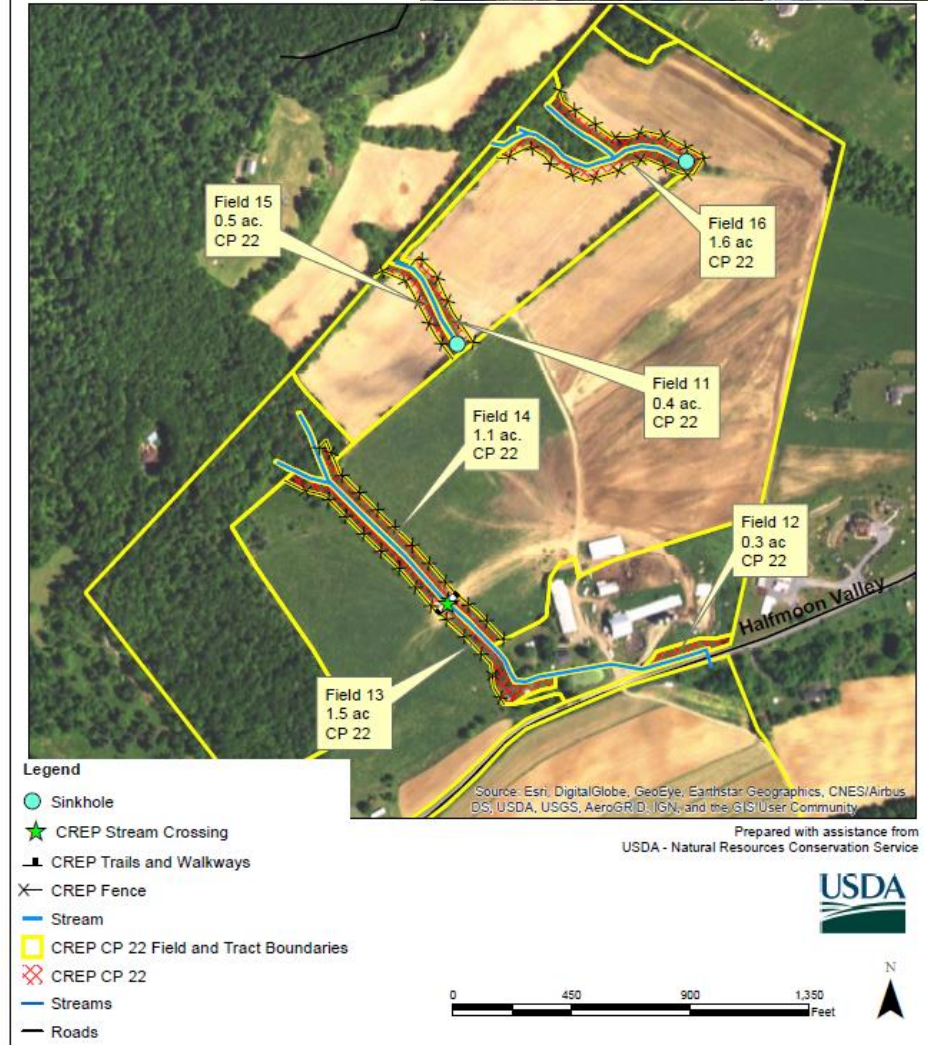 Field 15
0.5 ac.
CP 22
Field 16
1.6 ac
CP 22
Field 11
0.4 ac.
CP 22
Field 14
1.1 ac.
CP 22
Field 12
0.3 ac
CP 22
Halfmoon Valley
Field 13
1.5 ac
CP 22
Source: Esri, DigitalGlobe, GeoEye, Earthstar Geographics, CNES/Airbus
DS, USDA, USGS, AeroGRID, IGN, and the GIS User Community
Prepared with assistance from
USDA - Natural Resources Conservation Service
Legend
Sinkhole
CREP Stream Crossing
CREP Trails and Walkways
CREP Fence
Stream
CREP CP 22 Field and Tract Boundaries
CREP CP 22
Streams
Roads
USDA
N
0 450 900 1,350
Feet